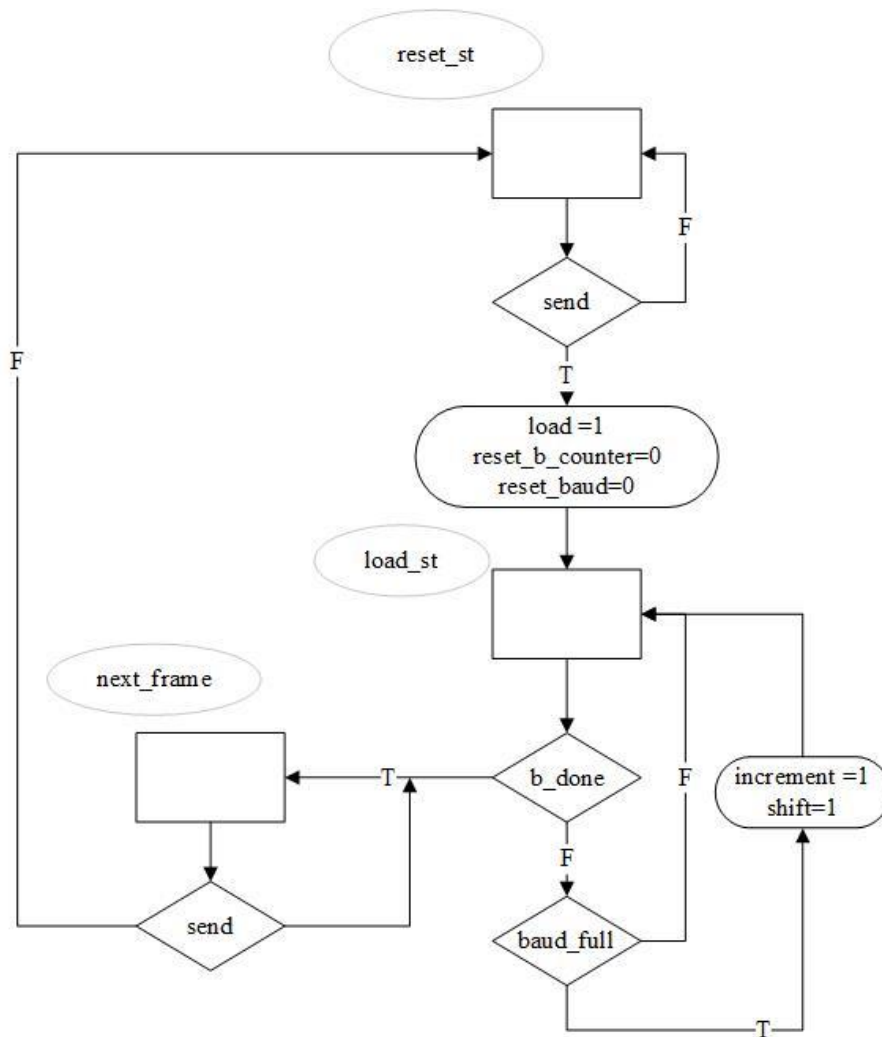 reset_st
F
send
F
T
load =1
reset_b_counter=0
reset_baud=0
load_st
next_frame
T
b_done
F
increment =1
shift=1
F
send
baud_full
T